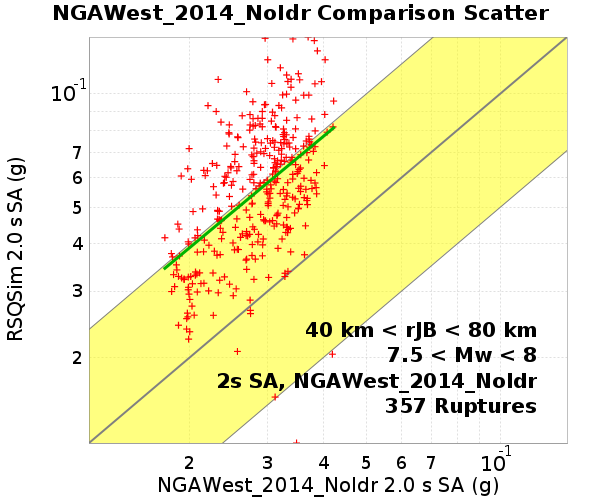 NGAWest_2014_NoIdr Comparison Scatter
RSQSim 2.0 s SA (g)
10⁻¹
7
6
5
4
3
2
40 km < rJB < 80 km
7.5 < Mw < 8
2s SA, NGAWest_2014_NoIdr
357 Ruptures
2 3 4 5 6 7 10⁻¹
NGAWest_2014_NoIdr 2.0 s SA (g)